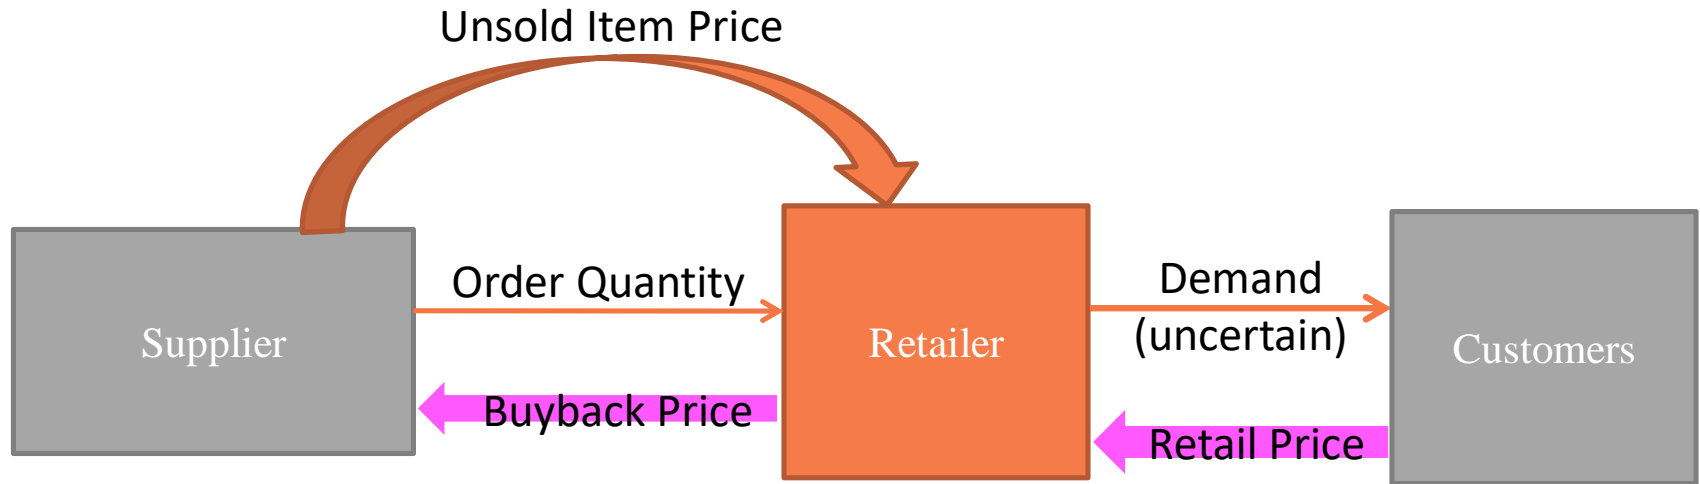 Unsold Item Price
Supplier
Order Quantity
Buyback Price
Retailer
Demand
(uncertain)
Retail Price
Customers